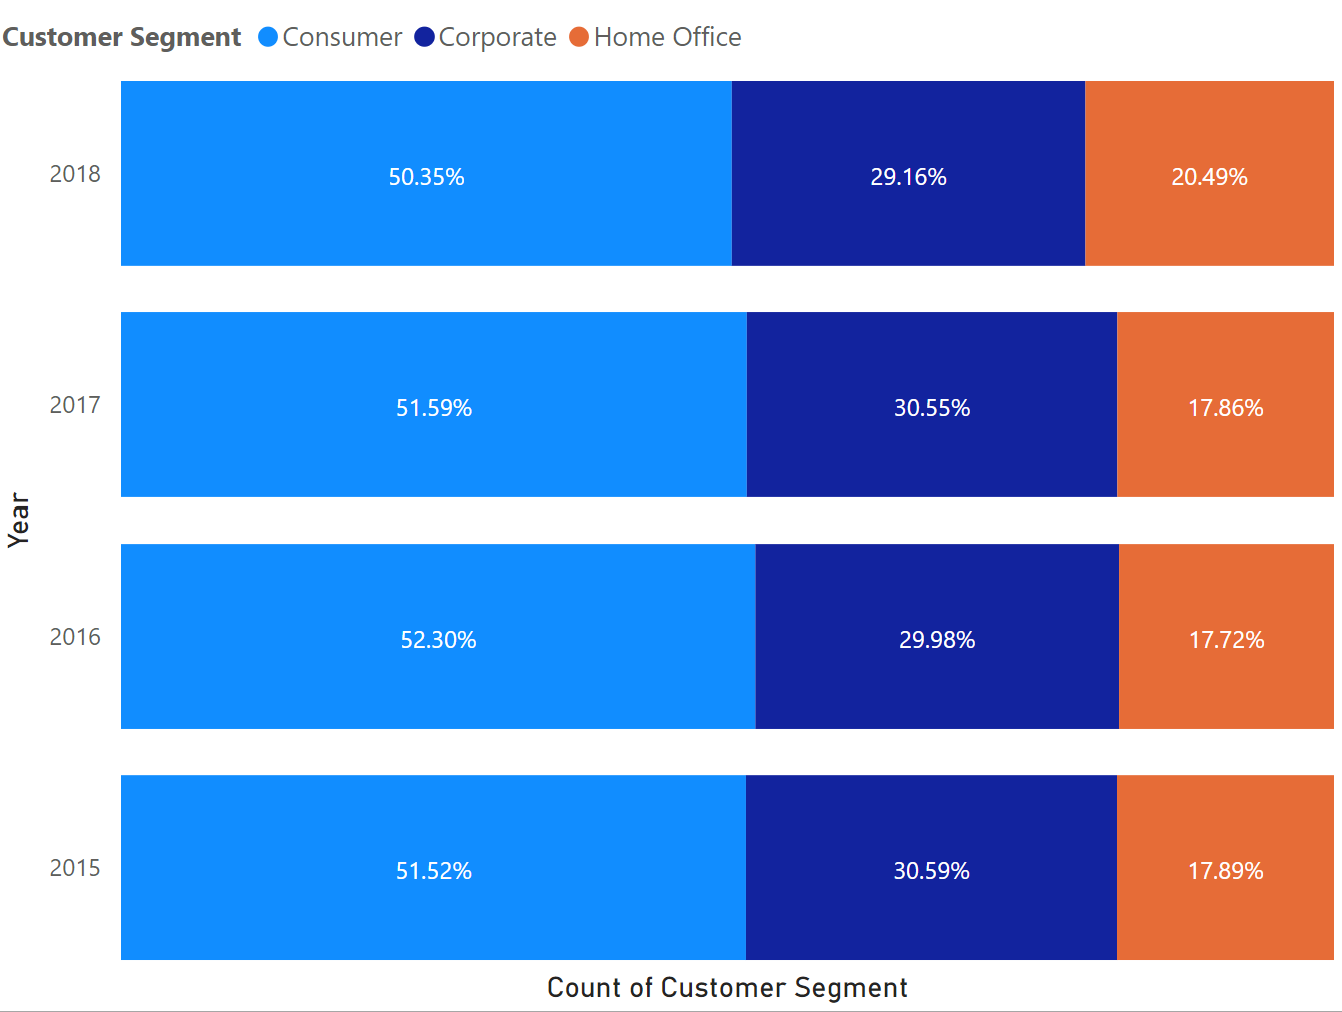 Customer Segment Consumer Corporate Home Office
2018 50.35% 29.16% 20.49%
2017 51.59% 30.55% 17.86%
Year
2016 52.30% 29.98% 17.72%
2015 51.52% 30.59% 17.89%
Count of Customer Segment